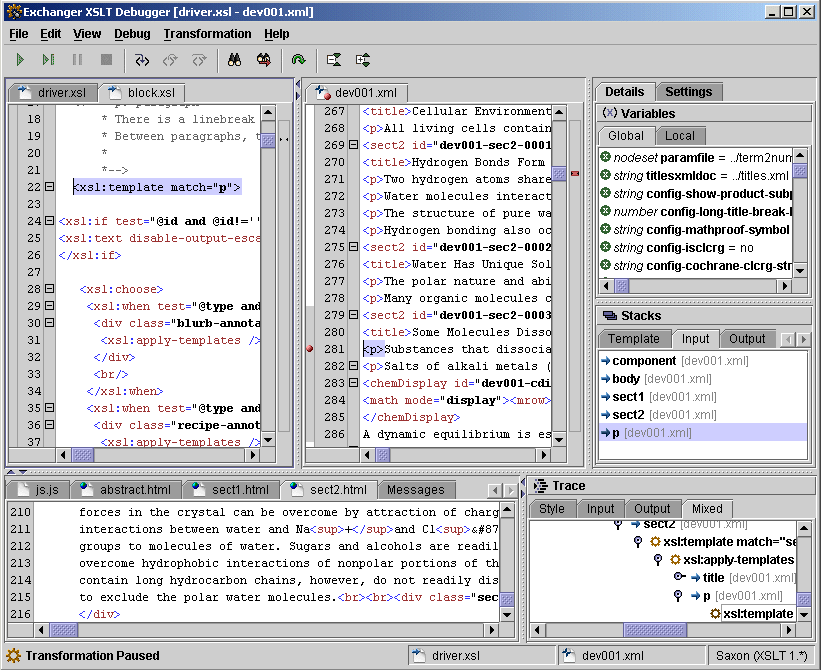 Exchanger XSLT Debugger [driver.xsl - dev001.xml]
File Edit View Debug Transformation Help
driver.xsl block.xsl
18 * There is a linebreak
19 * Between paragraphs,
20 *
21 *-->
22 <xsl:template match="p">
23
24 <xsl:if test="@id and @id!=''
25 <xsl:text disable-output-esca
26 </xsl:if>
27
28 <xsl:choose>
29 <xsl:when test="@type and
30 <div class="blurb-annota
31 <xsl:apply-templates />
32 </div>
33 <br/>
34 </xsl:when>
35 <xsl:when test="@type and
36 <div class="recipe-annot
37 <xsl:apply-templates />
dev001.xml
267 <title>Cellular Environment
268 <p>All living cells contain
269 <sect2 id="dev001-sec2-0001
270 <title>Hydrogen Bonds Form
271 <p>Two hydrogen atoms share
272 <p>Water molecules interact
273 <p>The structure of pure wa
274 <p>Hydrogen bonding also oc
275 <sect2 id="dev001-sec2-0002
276 <title>Water Has Unique Sol
277 <p>The polar nature and abi
278 <p>Many organic molecules c
279 <sect2 id="dev001-sec2-0003
280 <title>Some Molecules Disso
281 <p>Substances that dissocia
282 <p>Salts of alkali metals (
283 <chemDisplay id="dev001-cdi
284 <math mode="display"><mrow>
285 </chemDisplay>
286 A dynamic equilibrium is es
Details Settings
(x) Variables
Global Local
nodeset paramfile = ../term2num
string titlesxmldoc = ../titles.xml
string config-show-product-subp
number config-long-title-break-l
string config-mathproof-symbol
string config-isclcrg = no
string config-cochrane-clcrg-str
Stacks
Template Input Output
component [dev001.xml]
body [dev001.xml]
sect1 [dev001.xml]
sect2 [dev001.xml]
p [dev001.xml]
js.js abstract.html sect1.html sect2.html Messages
210 forces in the crystal can be overcome by attraction of charg
211 interactions between water and Na<sup>+</sup>and Cl<sup>&#87
212 groups to molecules of water. Sugars and alcohols are readil
213 overcome hydrophobic interactions of nonpolar portions of th
214 contain long hydrocarbon chains, however, do not readily dis
215 to exclude the polar water molecules.<br><br><div class="sec
216 </div>
Trace
Style Input Output Mixed
sect2 [dev001.xml]
xsl:template match="se
xsl:apply-templates
title [dev001.xml]
p [dev001.xml]
xsl:template
Transformation Paused driver.xsl dev001.xml Saxon (XSLT 1.*)